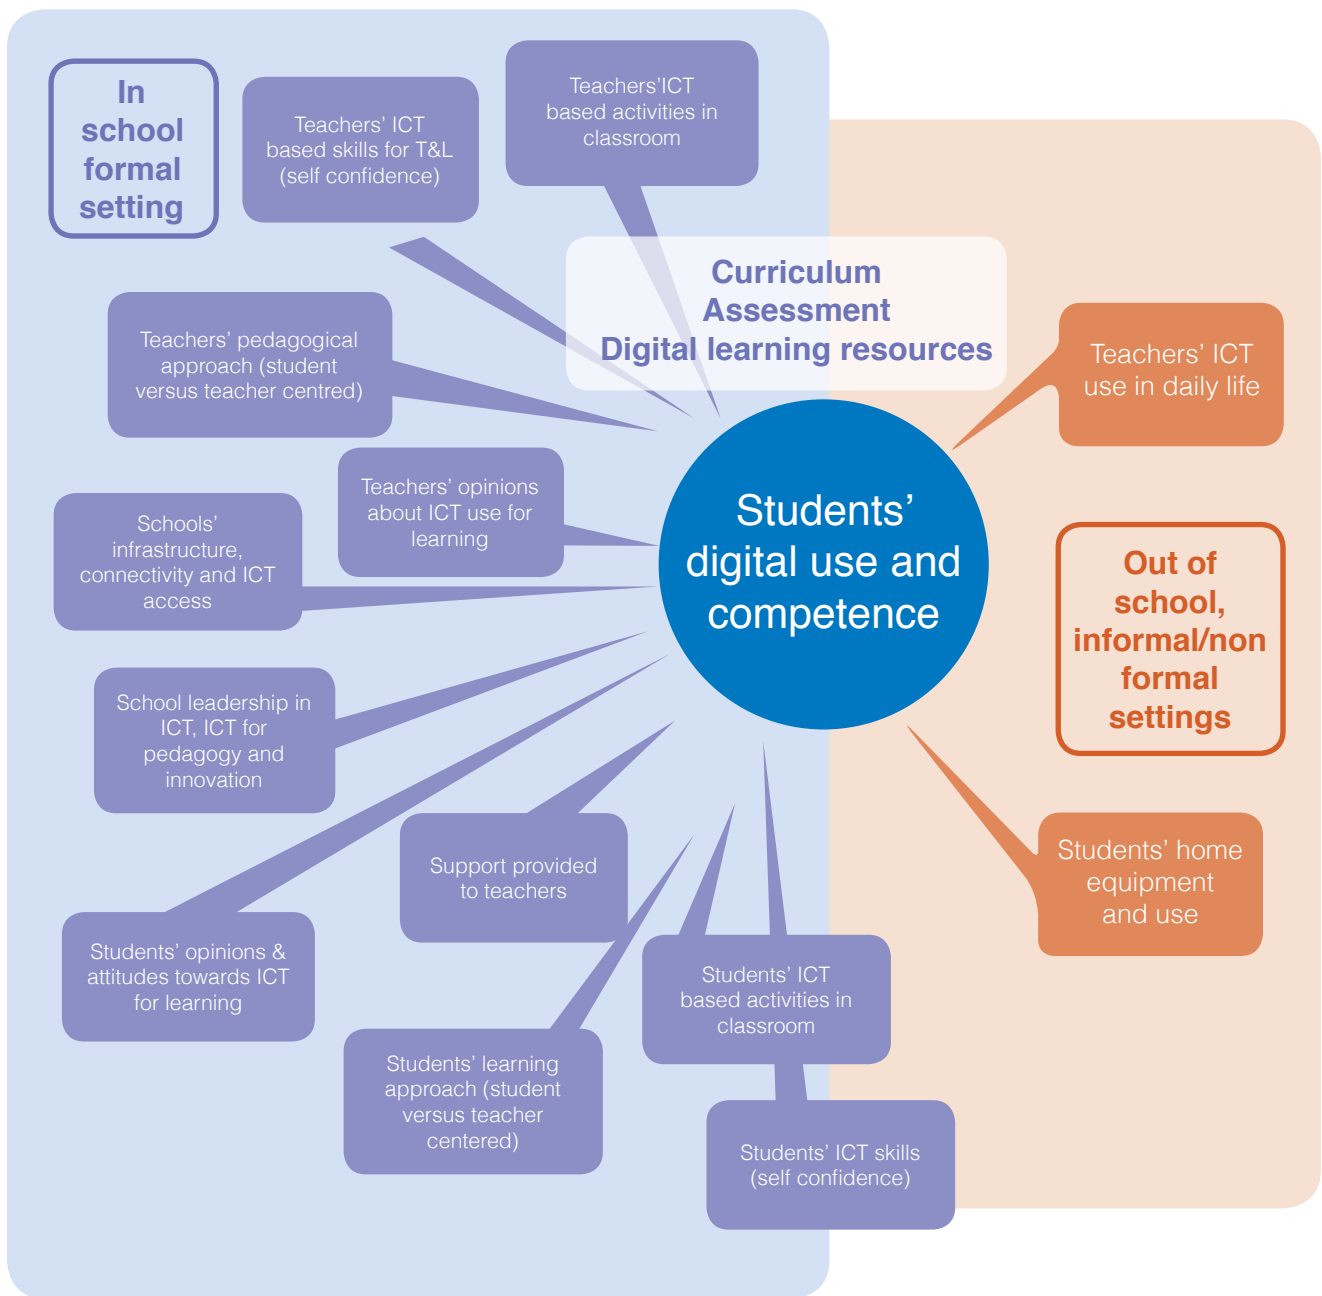 In
school
formal
setting
Teachers’ ICT
based skills for T&L
(self confidence)
Teachers’ICT
based activities in
classroom
Curriculum
Assessment
Digital learning resources
Teachers’ pedagogical
approach (student
versus teacher centred)
Teachers’ ICT
use in daily life
Teachers’ opinions
about ICT use for
learning
Schools’
infrastructure,
connectivity and ICT
access
Students’
digital use and
competence
Out of
school,
informal/non
formal
settings
School leadership in
ICT, ICT for
pedagogy and
innovation
Support provided
to teachers
Students’ home
equipment
and use
Students’ opinions &
attitudes towards ICT
for learning
Students’ ICT
based activities in
classroom
Students’ learning
approach (student
versus teacher
centered)
Students’ ICT skills
(self confidence)